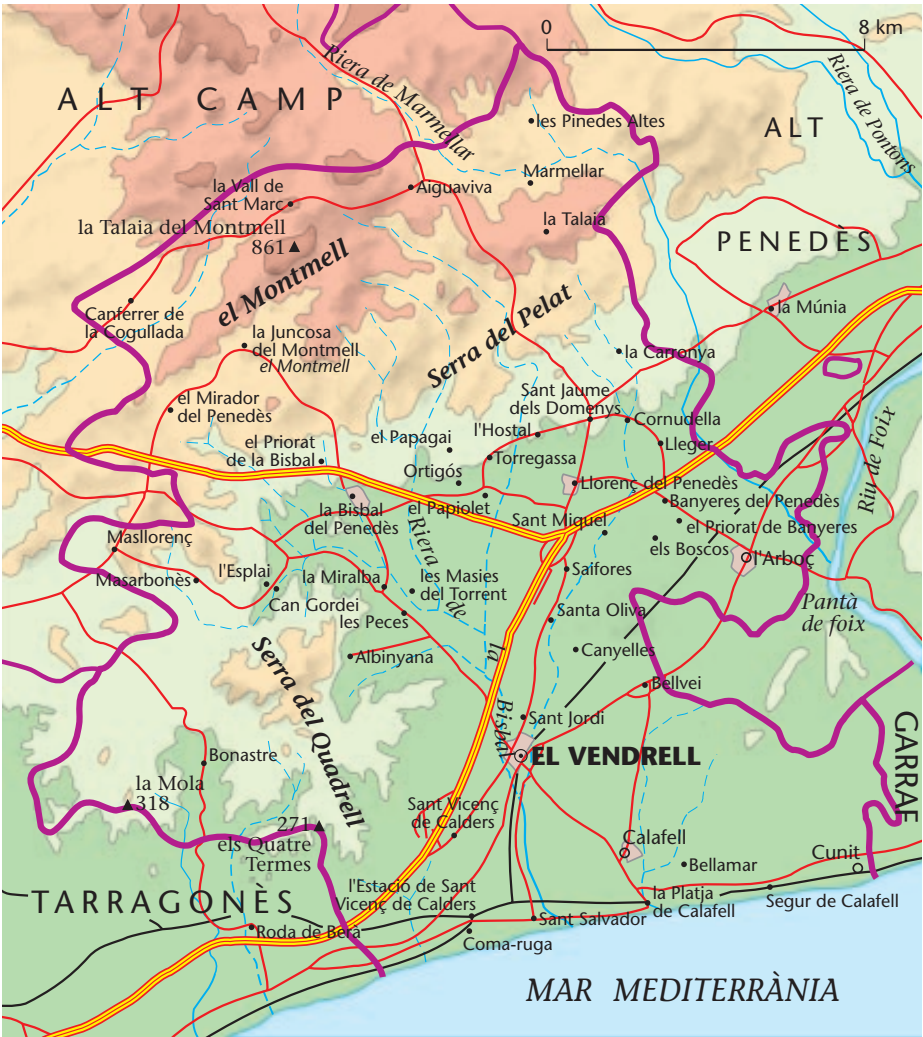 0
8 km
Riera de Marmellar
Riera de Pontons
ALT CAMP
les Pinedes Altes
ALT
la Vall de
Sant Marc
Aiguaviva
Marmellar
la Talaia del Montmell
861
la Talaia
PENEDÈS
el Montmell
Canferrer de
la Cogullada
la Múnia
la Juncosa
del Montmell
el Montmell
Serra del Pelat
la Carronya
el Mirador
del Penedès
Sant Jaume
dels Domenys
Cornudella
el Priorat
de la Bisbal
el Papagai
l'Hostal
Lleger
Torregassa
Ortigós
Llorenç del Penedès
Riu de Foix
la Bisbal
del Penedès
el Papiolet
Banyeres del Penedès
Sant Miquel
el Priorat de Banyeres
Masllorenç
els Boscos
l'Arboç
Masarbonès
l'Esplai
la Miralba
Saifores
Can Gordei
les Masies
del Torrent
Riera de la Bisbal
les Peces
Santa Oliva
Pantà
de foix
Albinyana
Canyelles
Serra del Quadrell
Bellvei
Sant Jordi
GARRAF
Bonastre
EL VENDRELL
la Mola
318
Sant Vicenç
de Calders
271
els Quatre
Termes
Calafell
Bellamar
Cunit
TARRAGONÈS
l'Estació de Sant
Vicenç de Calders
la Platja
de Calafell
Segur de Calafell
Roda de Berà
Sant Salvador
Coma-ruga
MAR MEDITERRÀNIA